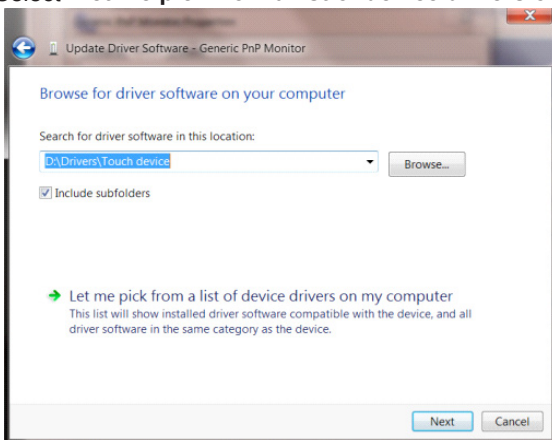 Update Driver Software - Generic PnP Monitor
Browse for driver software on your computer
Search for driver software in this location:
D:\Drivers\Touch device
Browse...
Include subfolders
Let me pick from a list of device drivers on my computer
This list will show installed driver software compatible with the device, and all
driver software in the same category as the device.
Next
Cancel